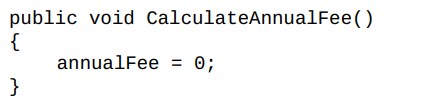 public void CalculateAnnualFee()
{
    annualFee = 0;
}